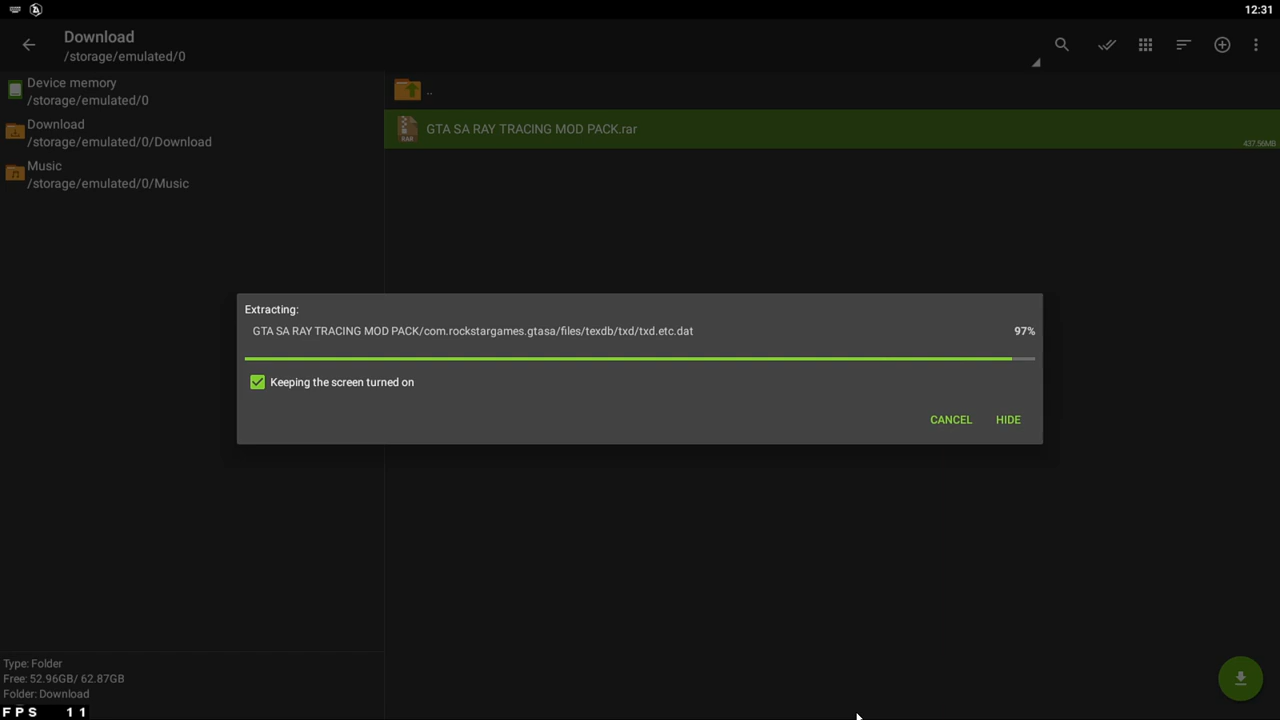 12:31
Download
/storage/emulated/0
Device memory
/storage/emulated/0
Download
/storage/emulated/0/Download
Music
/storage/emulated/0/Music
..
GTA SA RAY TRACING MOD PACK.rar
RAR
437.56MB
Extracting:
GTA SA RAY TRACING MOD PACK/com.rockstargames.gtasa/files/texdb/txd/txd.etc.dat
97%
Keeping the screen turned on
CANCEL
HIDE
Type: Folder
Free: 52.96GB/ 62.87GB
Folder: Download
FPS 11